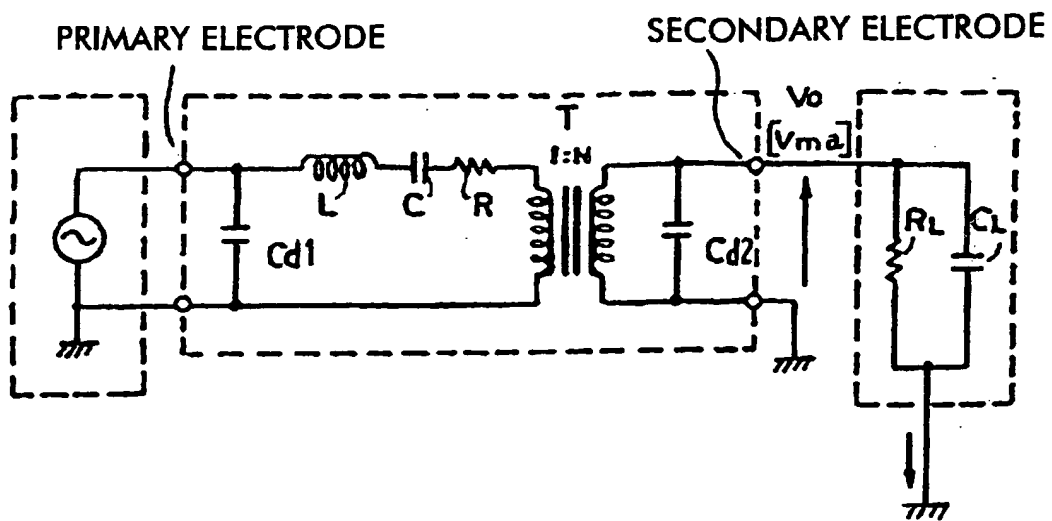 PRIMARY ELECTRODE
SECONDARY ELECTRODE
T
1:N
Vo
[Vma]
L
C
R
Cd1
Cd2
RL
CL